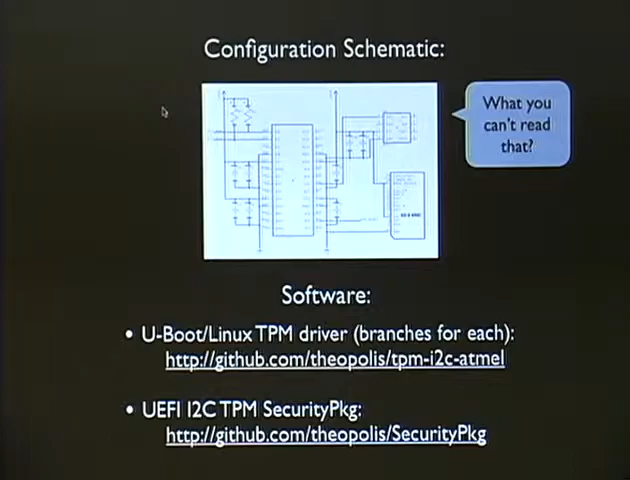 Configuration Schematic:
What you
can't read
that?
Software:
• U-Boot/Linux TPM driver (branches for each):
http://github.com/theopolis/tpm-i2c-atmel
• UEFI I2C TPM SecurityPkg:
http://github.com/theopolis/SecurityPkg